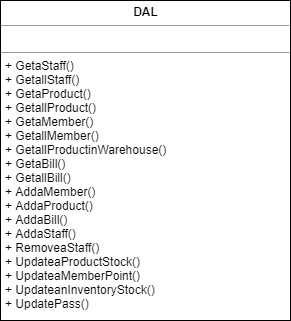 DAL
+ GetaStaff()
+ GetallStaff()
+ GetaProduct()
+ GetallProduct()
+ GetaMember()
+ GetallMember()
+ GetallProductinWarehouse()
+ GetaBill()
+ GetallBill()
+ AddaMember()
+ AddaProduct()
+ AddaBill()
+ AddaStaff()
+ RemoveaStaff()
+ UpdateaProductStock()
+ UpdateaMemberPoint()
+ UpdateanInventoryStock()
+ UpdatePass()